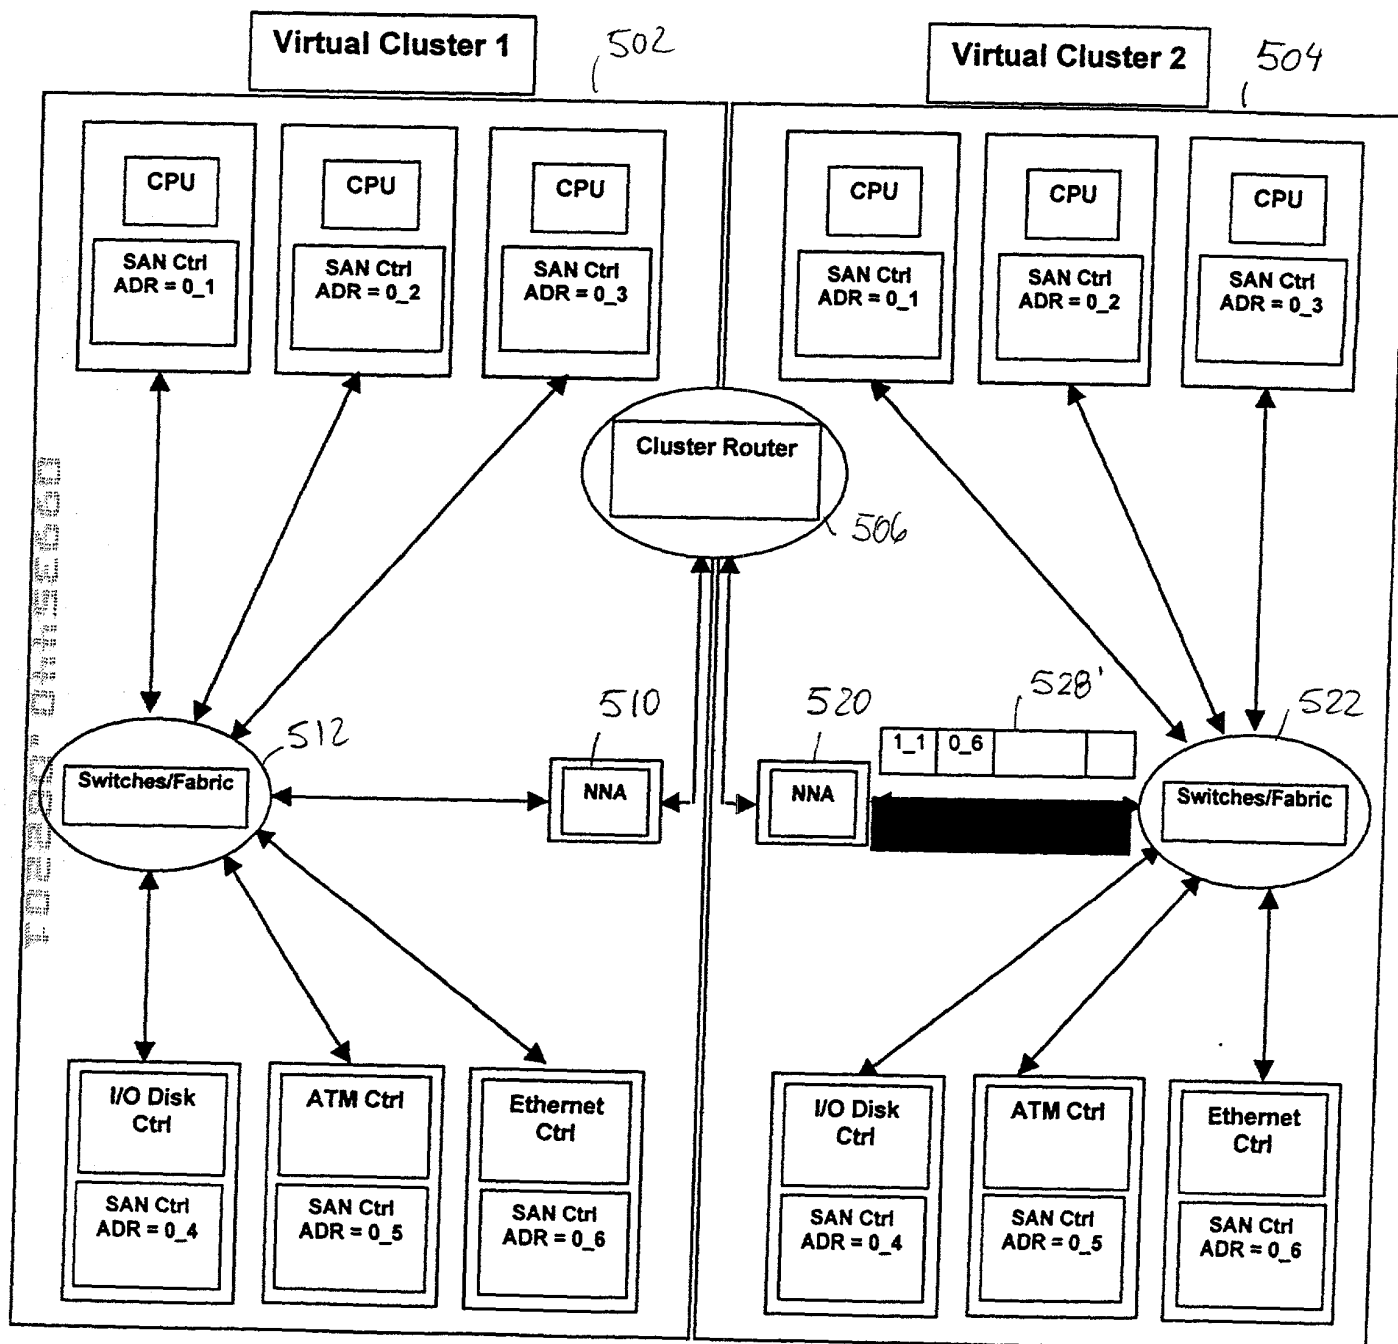 Virtual Cluster 1
502
Virtual Cluster 2
504
CPU
SAN Ctrl
ADR = 0_1
CPU
SAN Ctrl
ADR = 0_2
CPU
SAN Ctrl
ADR = 0_3
CPU
SAN Ctrl
ADR = 0_1
CPU
SAN Ctrl
ADR = 0_2
CPU
SAN Ctrl
ADR = 0_3
Cluster Router
506
512
Switches/Fabric
510
NNA
520
NNA
528'
1_1 0_6
522
Switches/Fabric
I/O Disk
Ctrl
SAN Ctrl
ADR = 0_4
ATM Ctrl
SAN Ctrl
ADR = 0_5
Ethernet
Ctrl
SAN Ctrl
ADR = 0_6
I/O Disk
Ctrl
SAN Ctrl
ADR = 0_4
ATM Ctrl
SAN Ctrl
ADR = 0_5
Ethernet
Ctrl
SAN Ctrl
ADR = 0_6